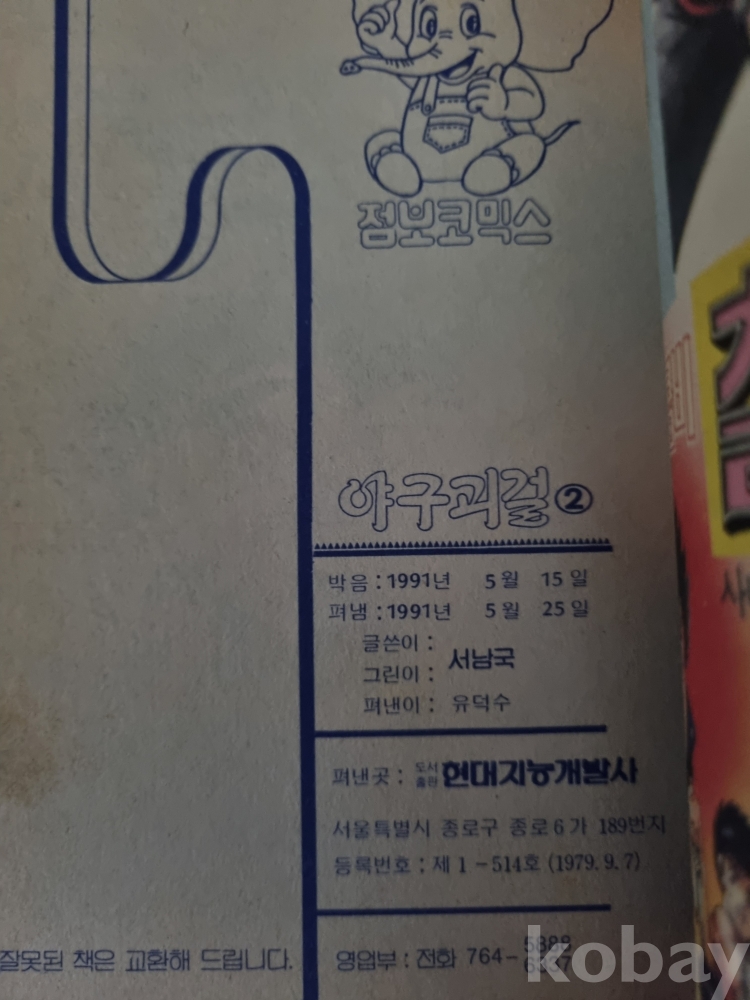 점보코믹스
야구괴걸 ②
박음 : 1991년 5월 15일
펴냄 : 1991년 5월 25일
글쓴이 :
그린이 : 서남국
펴낸이 : 유덕수
펴낸곳 : 도서출판 현대지능개발사
서울특별시 종로구 종로6가 189번지
등록번호 : 제 1-514호 (1979. 9. 7)
잘못된 책은 교환해 드립니다.
영업부 : 전화 764-
kobay